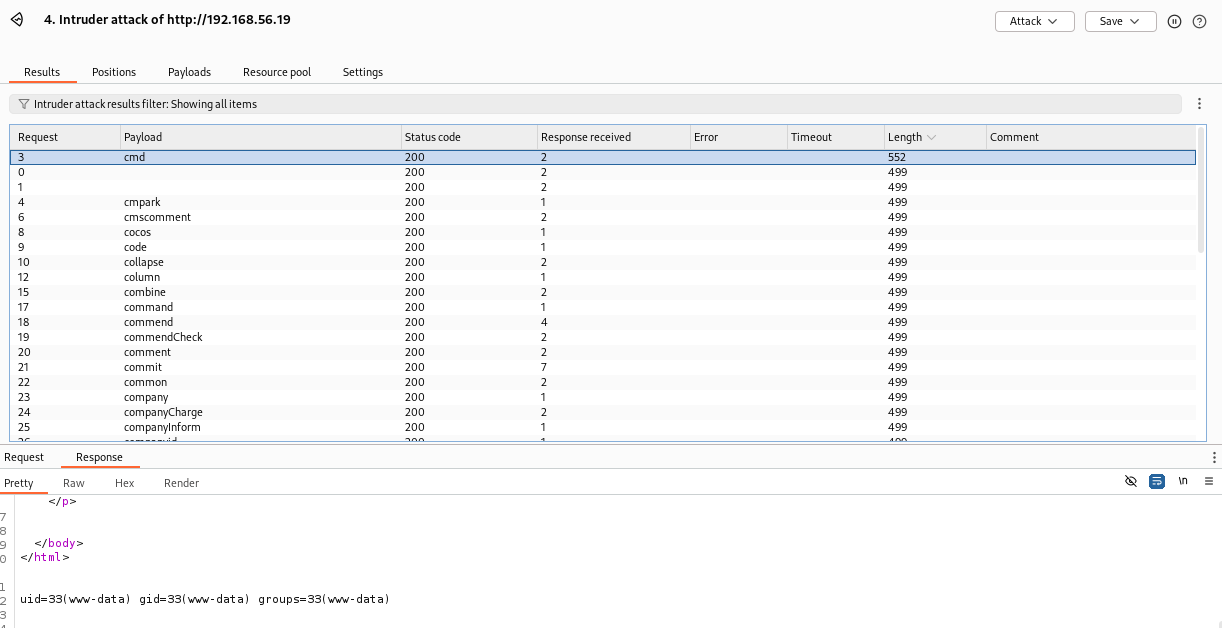 4. Intruder attack of http://192.168.56.19
Attack
Save
Results Positions Payloads Resource pool Settings
Intruder attack results filter: Showing all items
Request Payload Status code Response received Error Timeout Length Comment
3 cmd 200 2 552
0 200 2 499
1 200 2 499
4 cmpark 200 1 499
6 cmscomment 200 2 499
8 cocos 200 1 499
9 code 200 1 499
10 collapse 200 2 499
12 column 200 1 499
15 combine 200 2 499
17 command 200 1 499
18 commend 200 4 499
19 commendCheck 200 2 499
20 comment 200 2 499
21 commit 200 7 499
22 common 200 2 499
23 company 200 1 499
24 companyCharge 200 2 499
25 companyInform 200 1 499
Request Response
Pretty Raw Hex Render \n
</p>
7
8
9 </body>
0 </html>
1
2 uid=33(www-data) gid=33(www-data) groups=33(www-data)
3